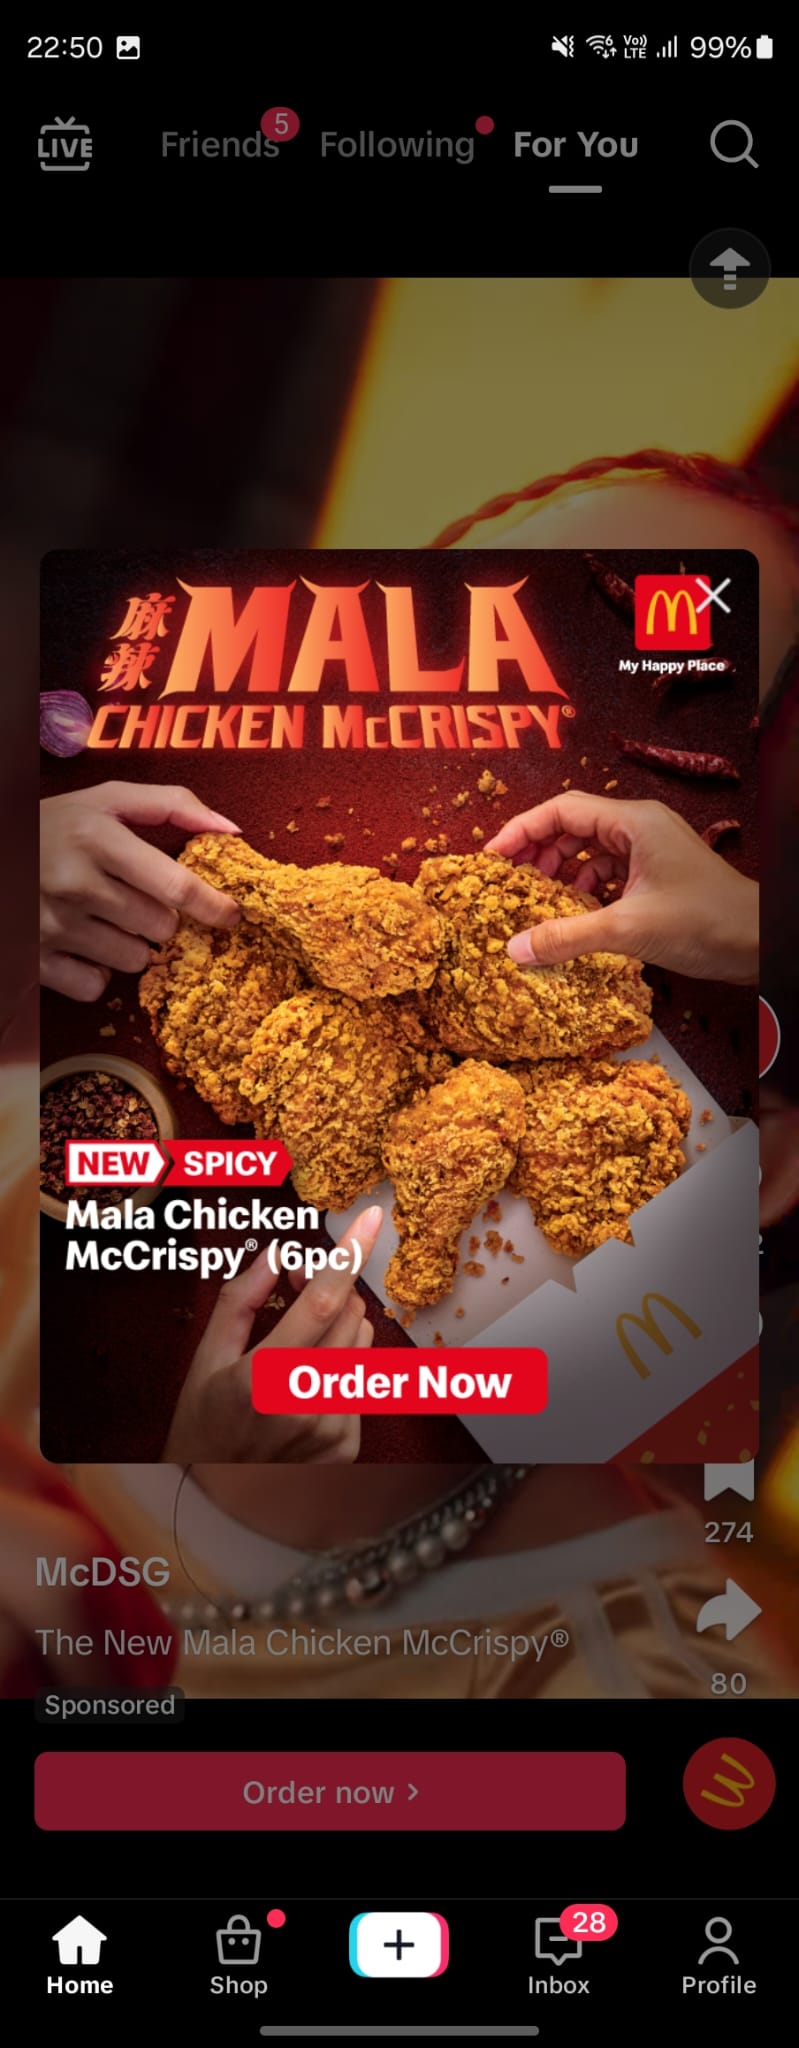 22:50
Vo)) LTE
99%
LIVE
Friends 5
Following
For You
麻辣 MALA
CHICKEN McCRISPY®
My Happy Place
NEW SPICY
Mala Chicken
McCrispy® (6pc)
Order Now
274
McDSG
The New Mala Chicken McCrispy®
80
Sponsored
Order now >
Home
Shop
28
Inbox
Profile